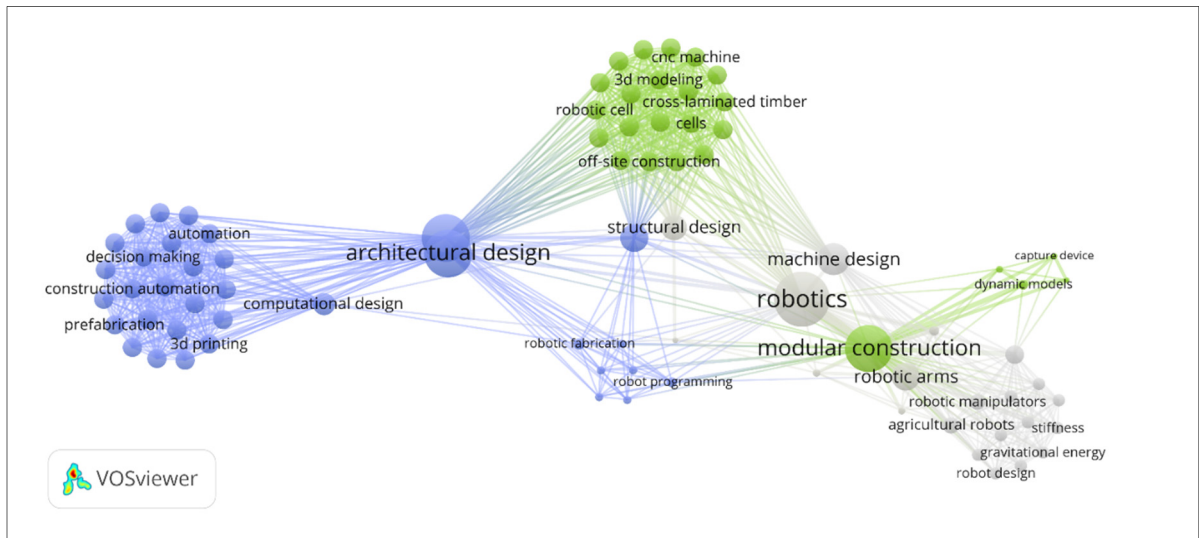 cnc machine
3d modeling
robotic cell
cross-laminated timber
cells
off-site construction
structural design
architectural design
automation
decision making
construction automation
computational design
prefabrication
3d printing
machine design
capture device
dynamic models
robotics
robotic fabrication
modular construction
robot programming
robotic arms
robotic manipulators
agricultural robots
stiffness
gravitational energy
robot design
VOSviewer